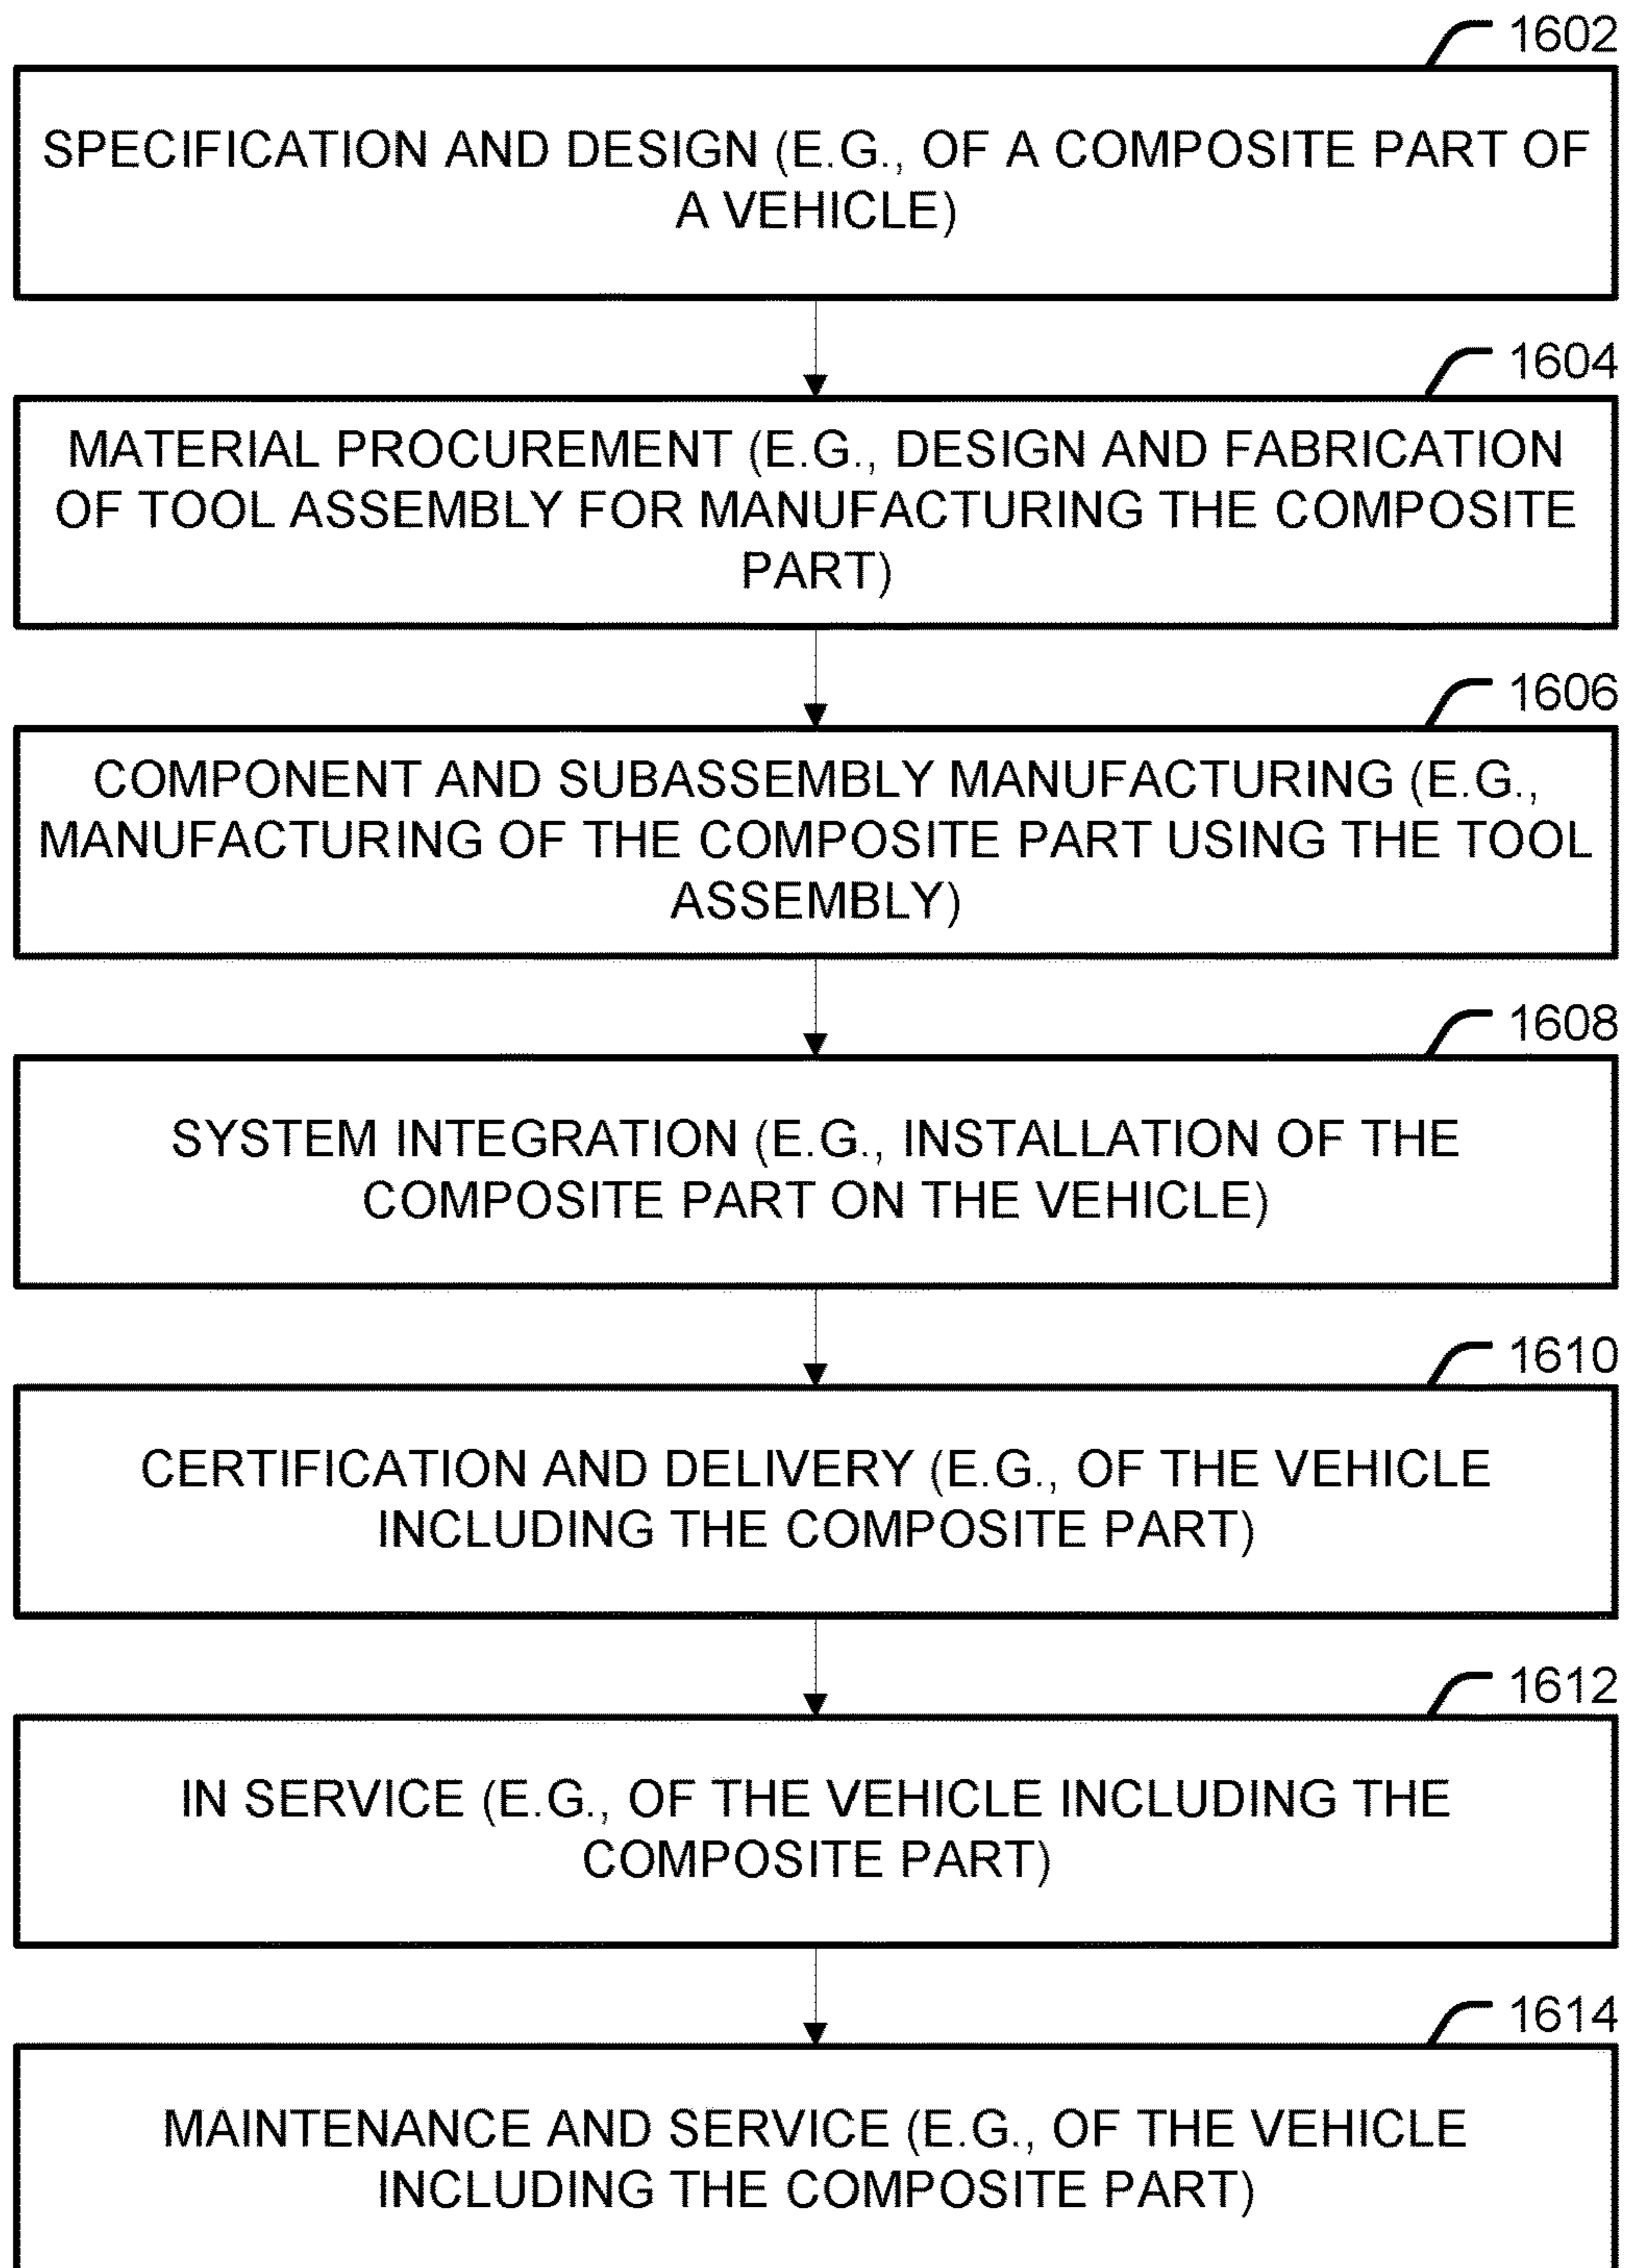 1602
SPECIFICATION AND DESIGN (E.G., OF A COMPOSITE PART OF
A VEHICLE)
1604
MATERIAL PROCUREMENT (E.G., DESIGN AND FABRICATION
OF TOOL ASSEMBLY FOR MANUFACTURING THE COMPOSITE
PART)
1606
COMPONENT AND SUBASSEMBLY MANUFACTURING (E.G.,
MANUFACTURING OF THE COMPOSITE PART USING THE TOOL
ASSEMBLY)
1608
SYSTEM INTEGRATION (E.G., INSTALLATION OF THE
COMPOSITE PART ON THE VEHICLE)
1610
CERTIFICATION AND DELIVERY (E.G., OF THE VEHICLE
INCLUDING THE COMPOSITE PART)
1612
IN SERVICE (E.G., OF THE VEHICLE INCLUDING THE
COMPOSITE PART)
1614
MAINTENANCE AND SERVICE (E.G., OF THE VEHICLE
INCLUDING THE COMPOSITE PART)